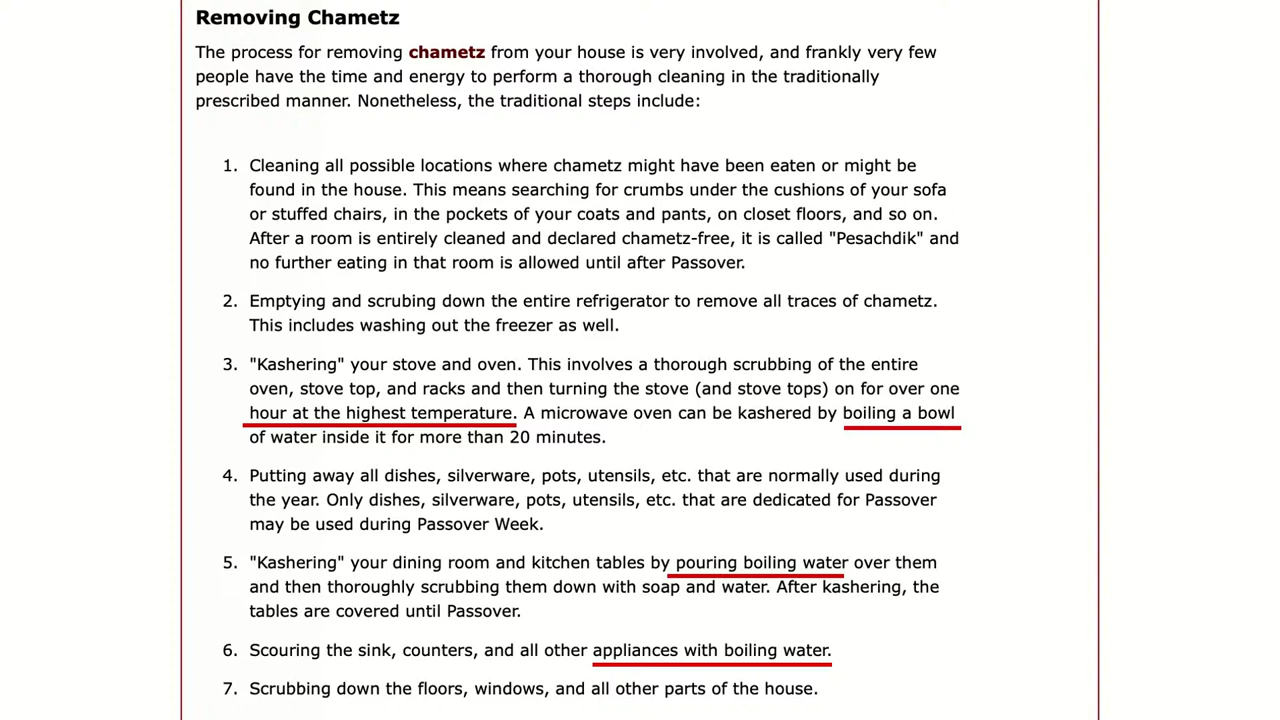 Removing Chametz
The process for removing chametz from your house is very involved, and frankly very few
people have the time and energy to perform a thorough cleaning in the traditionally
prescribed manner. Nonetheless, the traditional steps include:
1. Cleaning all possible locations where chametz might have been eaten or might be
found in the house. This means searching for crumbs under the cushions of your sofa
or stuffed chairs, in the pockets of your coats and pants, on closet floors, and so on.
After a room is entirely cleaned and declared chametz-free, it is called "Pesachdik" and
no further eating in that room is allowed until after Passover.
2. Emptying and scrubing down the entire refrigerator to remove all traces of chametz.
This includes washing out the freezer as well.
3. "Kashering" your stove and oven. This involves a thorough scrubbing of the entire
oven, stove top, and racks and then turning the stove (and stove tops) on for over one
hour at the highest temperature. A microwave oven can be kashered by boiling a bowl
of water inside it for more than 20 minutes.
4. Putting away all dishes, silverware, pots, utensils, etc. that are normally used during
the year. Only dishes, silverware, pots, utensils, etc. that are dedicated for Passover
may be used during Passover Week.
5. "Kashering" your dining room and kitchen tables by pouring boiling water over them
and then thoroughly scrubbing them down with soap and water. After kashering, the
tables are covered until Passover.
6. Scouring the sink, counters, and all other appliances with boiling water.
7. Scrubbing down the floors, windows, and all other parts of the house.